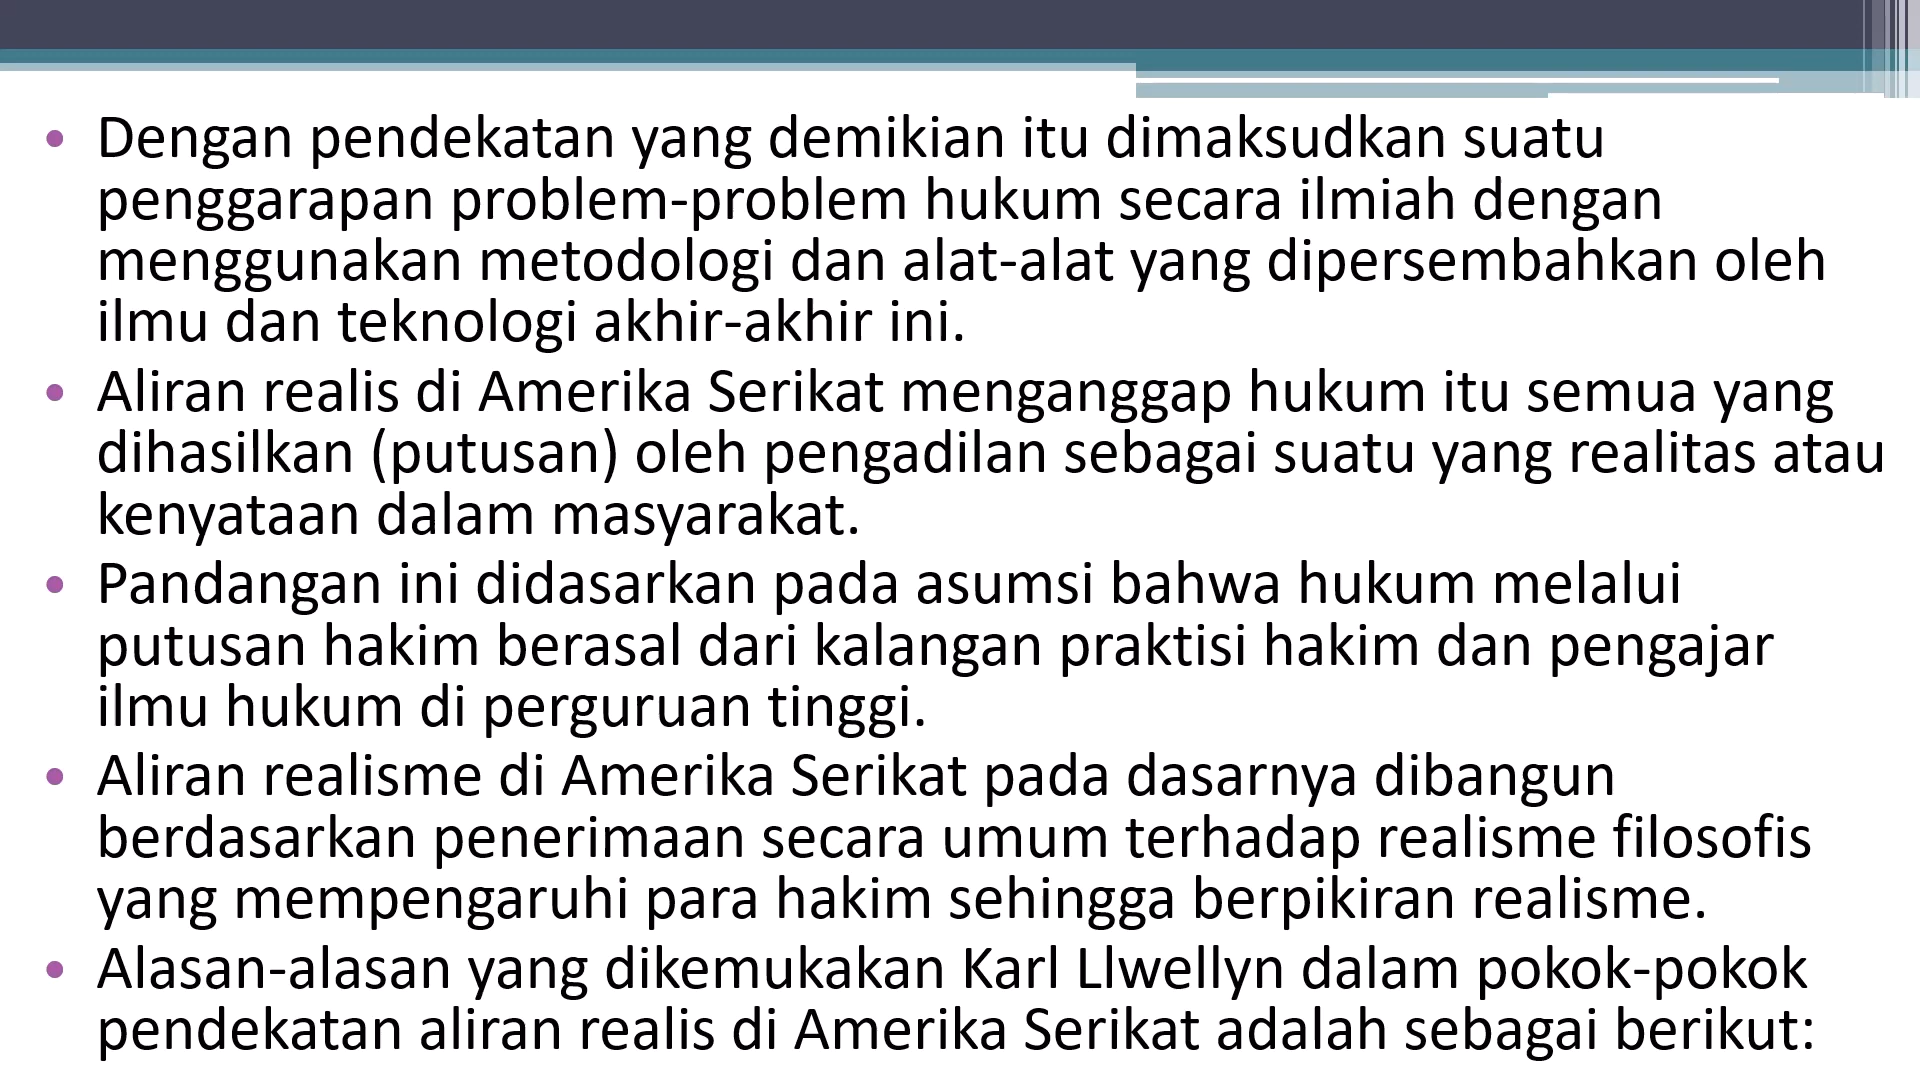 • Dengan pendekatan yang demikian itu dimaksudkan suatu
penggarapan problem-problem hukum secara ilmiah dengan
menggunakan metodologi dan alat-alat yang dipersembahkan oleh
ilmu dan teknologi akhir-akhir ini.
• Aliran realis di Amerika Serikat menganggap hukum itu semua yang
dihasilkan (putusan) oleh pengadilan sebagai suatu yang realitas atau
kenyataan dalam masyarakat.
• Pandangan ini didasarkan pada asumsi bahwa hukum melalui
putusan hakim berasal dari kalangan praktisi hakim dan pengajar
ilmu hukum di perguruan tinggi.
• Aliran realisme di Amerika Serikat pada dasarnya dibangun
berdasarkan penerimaan secara umum terhadap realisme filosofis
yang mempengaruhi para hakim sehingga berpikiran realisme.
• Alasan-alasan yang dikemukakan Karl Llwellyn dalam pokok-pokok
pendekatan aliran realis di Amerika Serikat adalah sebagai berikut: